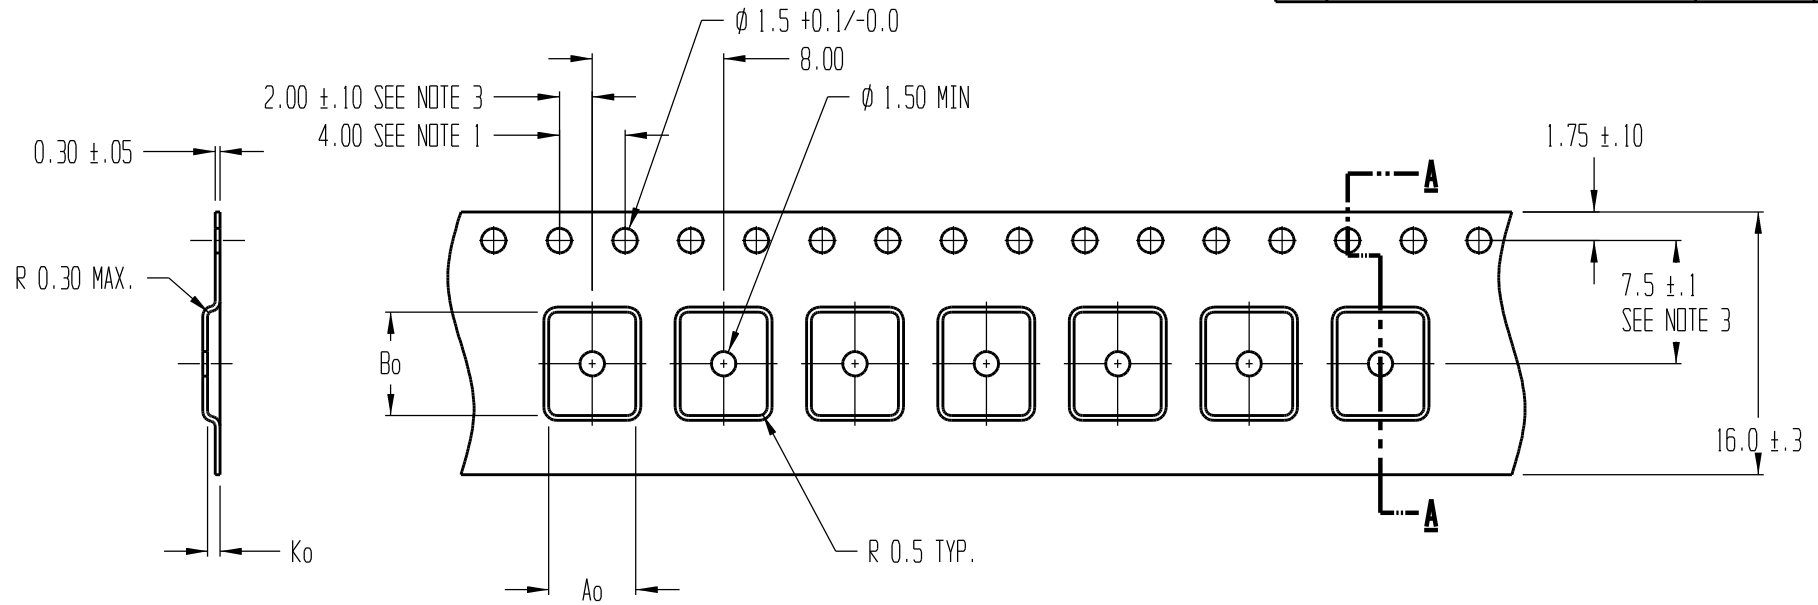 Ø 1.5 +0.1/-0.0
8.00
2.00 ±.10 SEE NOTE 3
Ø 1.50 MIN
4.00 SEE NOTE 1
1.75 ±.10
0.30 ±.05
A
R 0.30 MAX.
7.5 ±.1
SEE NOTE 3
Bo
16.0 ±.3
A
Ko
R 0.5 TYP.
Ao